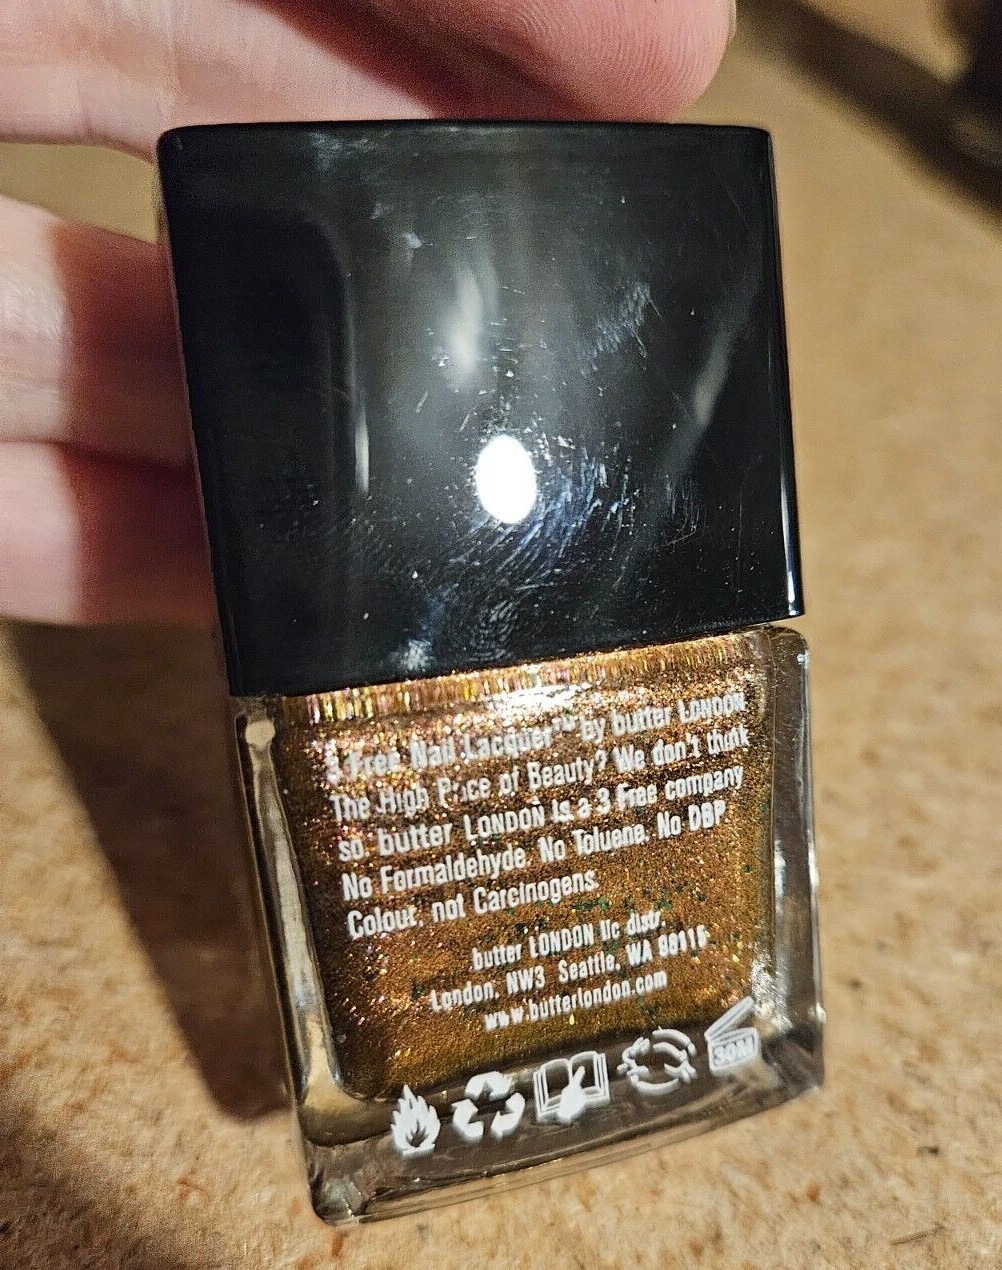 3 Free Nail Lacquer™ by butter LONDON
The High Price of Beauty? We don't think
so. butter LONDON is a 3 Free company
No Formaldehyde. No Toluene. No DBP
Colour, not Carcinogens.
butter LONDON llc distr.
London, NW3 Seattle, WA
www.butterlondon.com
30M